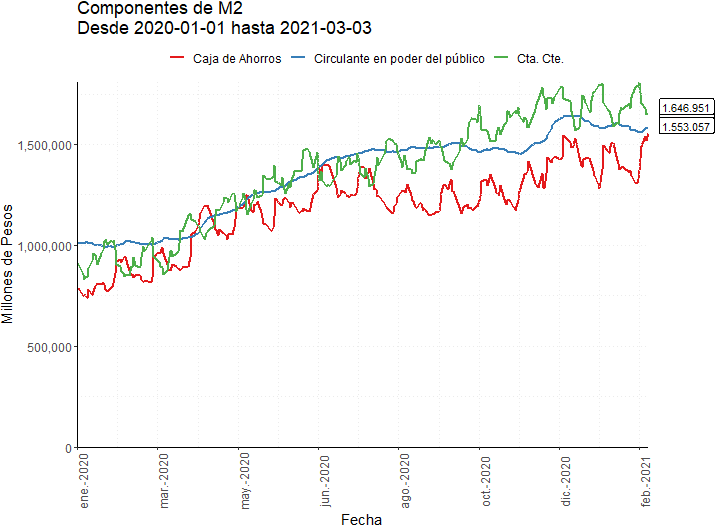 Componentes de M2
Desde 2020-01-01 hasta 2021-03-03
Caja de Ahorros Circulante en poder del público Cta. Cte.
Millones de Pesos
1,500,000
1,000,000
500,000
0
1.646.951
1.553.057
ene.-2020
mar.-2020
may.-2020
jun.-2020
ago.-2020
oct.-2020
dic.-2020
feb.-2021
Fecha